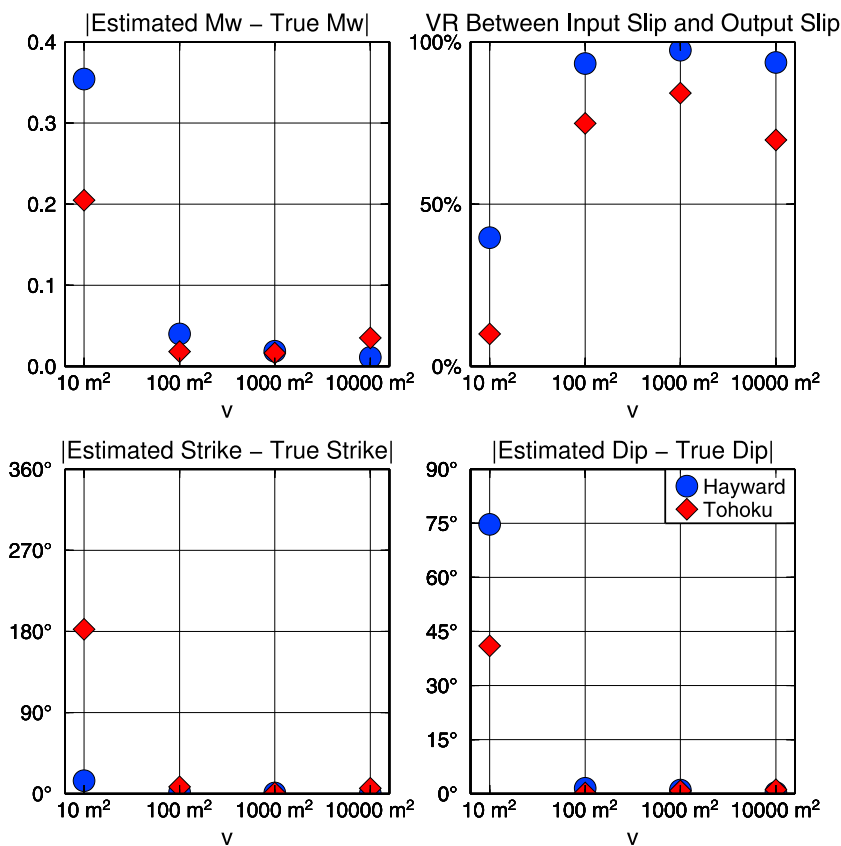 |Estimated Mw − True Mw|
0.4
0.3
0.2
0.1
0.0
10 m² 100 m² 1000 m² 10000 m²
v
VR Between Input Slip and Output Slip
100%
50%
0%
10 m² 100 m² 1000 m² 10000 m²
v
|Estimated Strike − True Strike|
360°
270°
180°
90°
0°
10 m² 100 m² 1000 m² 10000 m²
v
|Estimated Dip − True Dip|
90°
75°
60°
45°
30°
15°
0°
Hayward
Tohoku
10 m² 100 m² 1000 m² 10000 m²
v